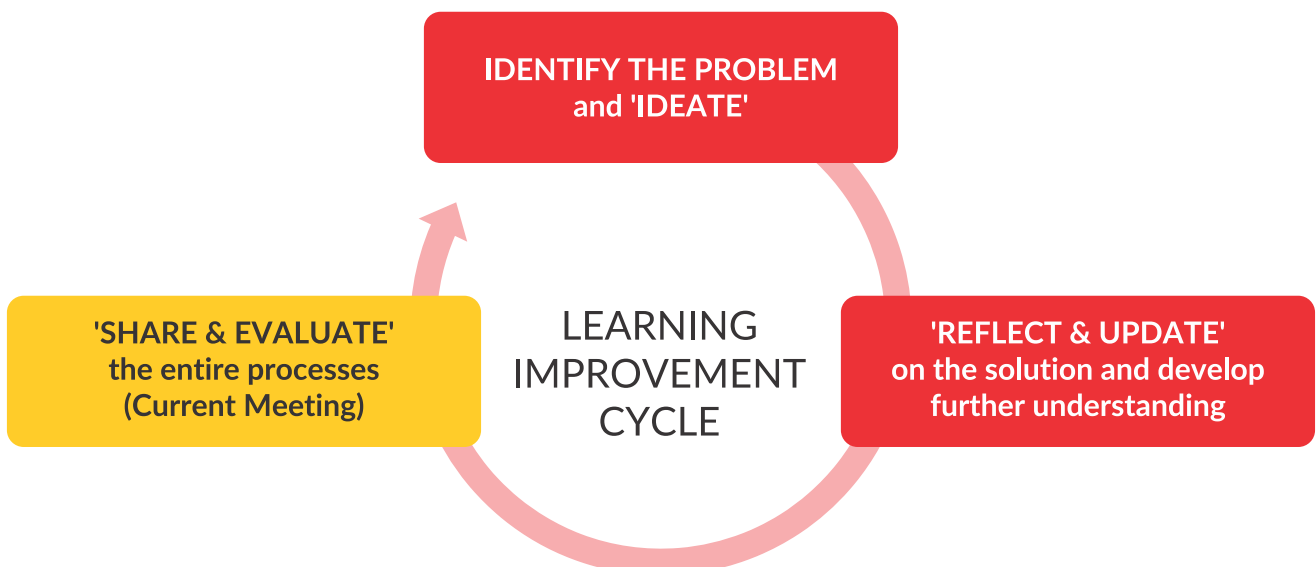 IDENTIFY THE PROBLEM
and 'IDEATE'
'SHARE & EVALUATE'
the entire processes
(Current Meeting)
LEARNING
IMPROVEMENT
CYCLE
'REFLECT & UPDATE'
on the solution and develop
further understanding